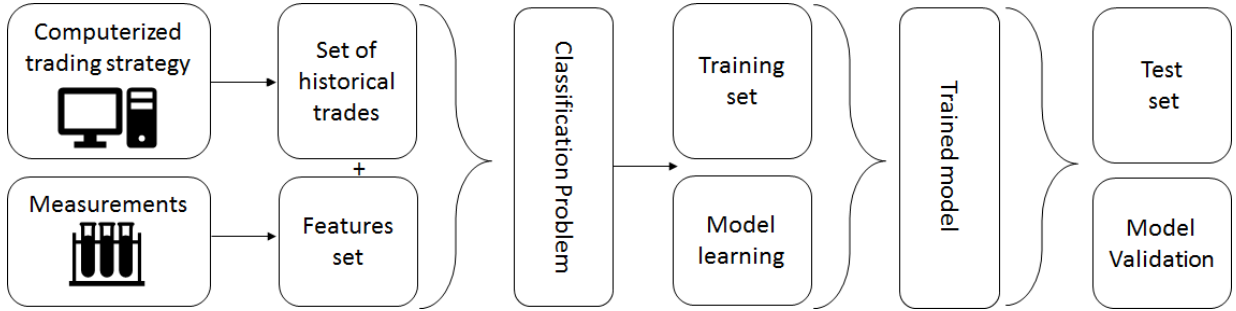 Computerized
trading strategy
Set of
historical
trades
+
Measurements
Features
set
Classification Problem
Training
set
Model
learning
Trained model
Test
set
Model
Validation